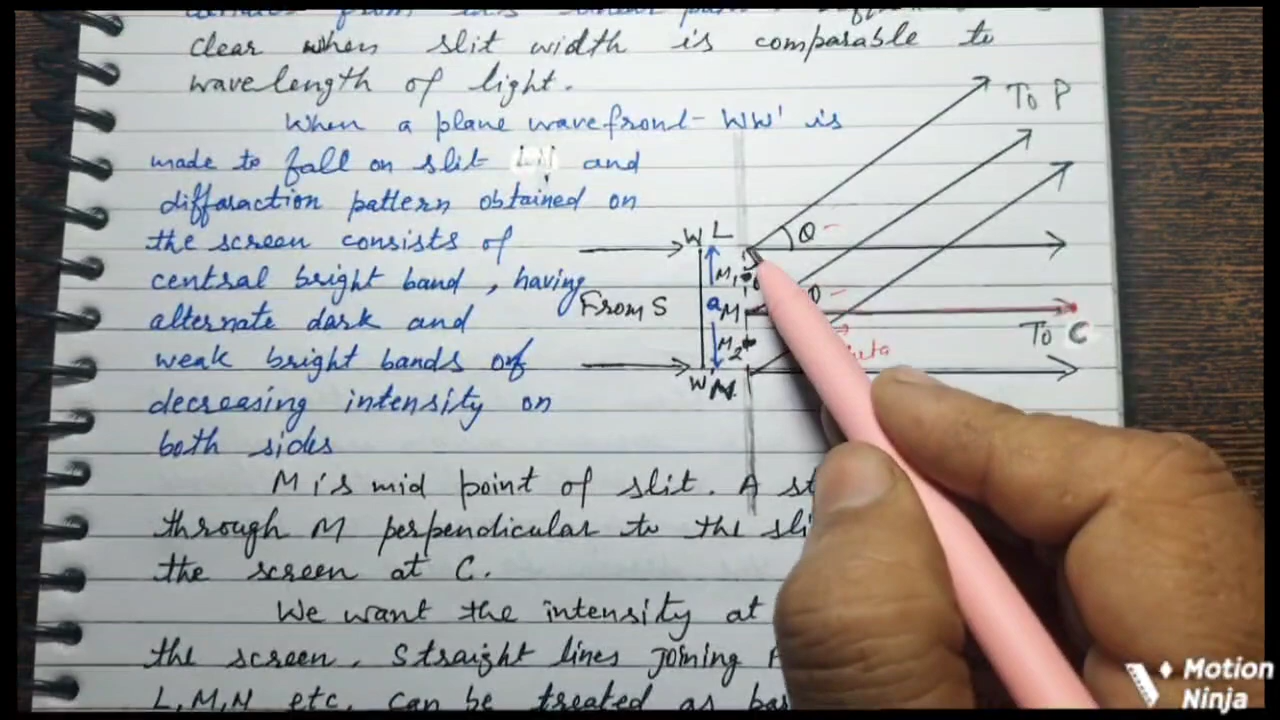 clear when slit width is comparable to
wavelength of light.
When a plane wavefront WW' is
made to fall on slit LN and
diffaraction pattern obtained on
the screen consists of
central bright band, having
alternate dark and
weak bright bands of
decreasing intensity on
both sides
M is mid point of slit. A st
through M perpendicular to the sli
the screen at C.
We want the intensity at
the screen. Straight lines joining P
L, M, N etc. can be treated as
To P
W L
θ
M1
From S
a M
θ
To C
M2
W N
Motion
Ninja